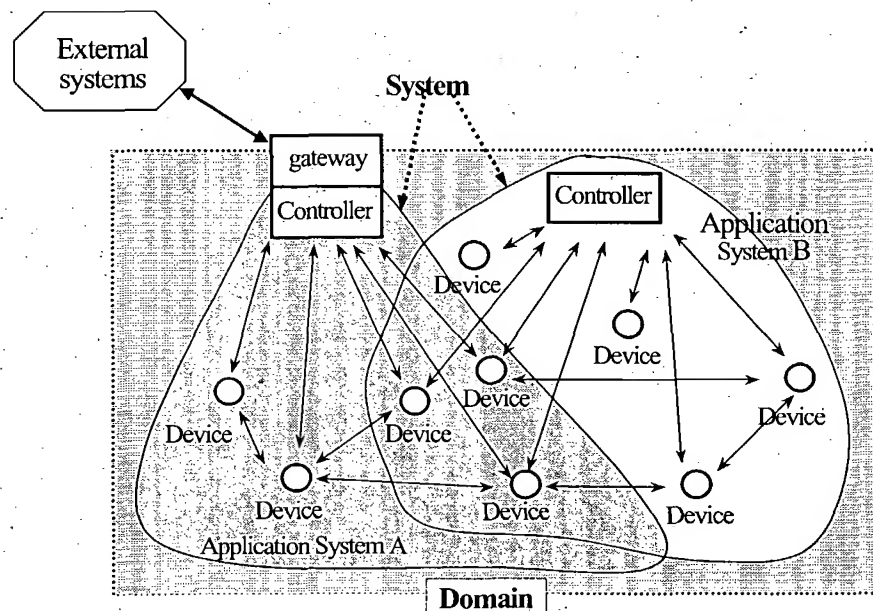 External
systems
System
gateway
Controller
Controller
Application
System B
Device
Device
Device
Device
Device
Device
Device
Device
Device
Application System A
Domain